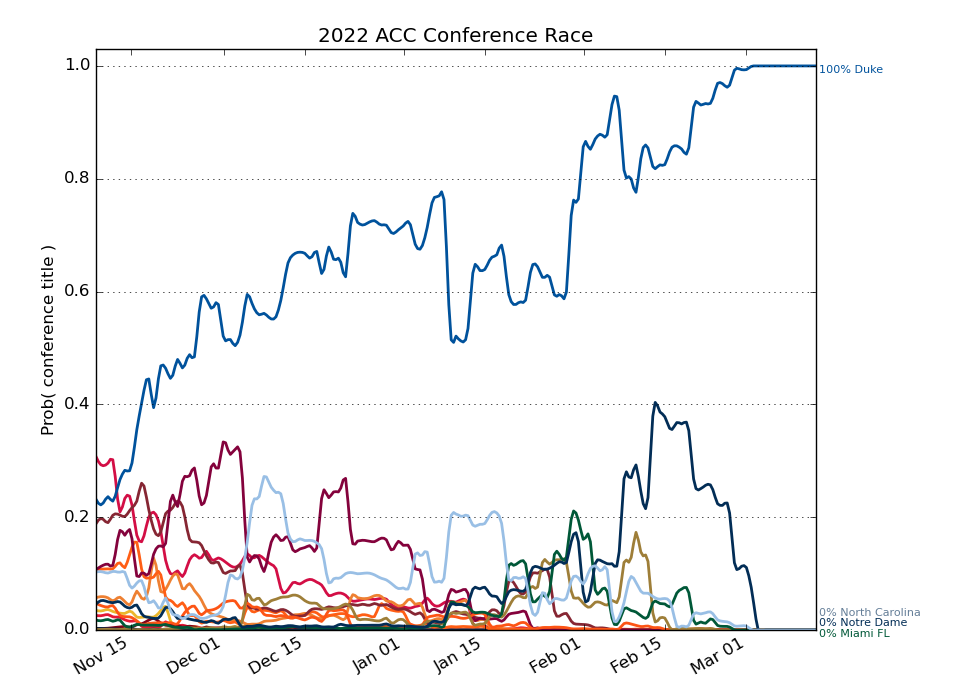 2022 ACC Conference Race
Prob( conference title )
1.0
0.8
0.6
0.4
0.2
0.0
Nov 15
Dec 01
Dec 15
Jan 01
Jan 15
Feb 01
Feb 15
Mar 01
100% Duke
0% North Carolina
0% Notre Dame
0% Miami FL